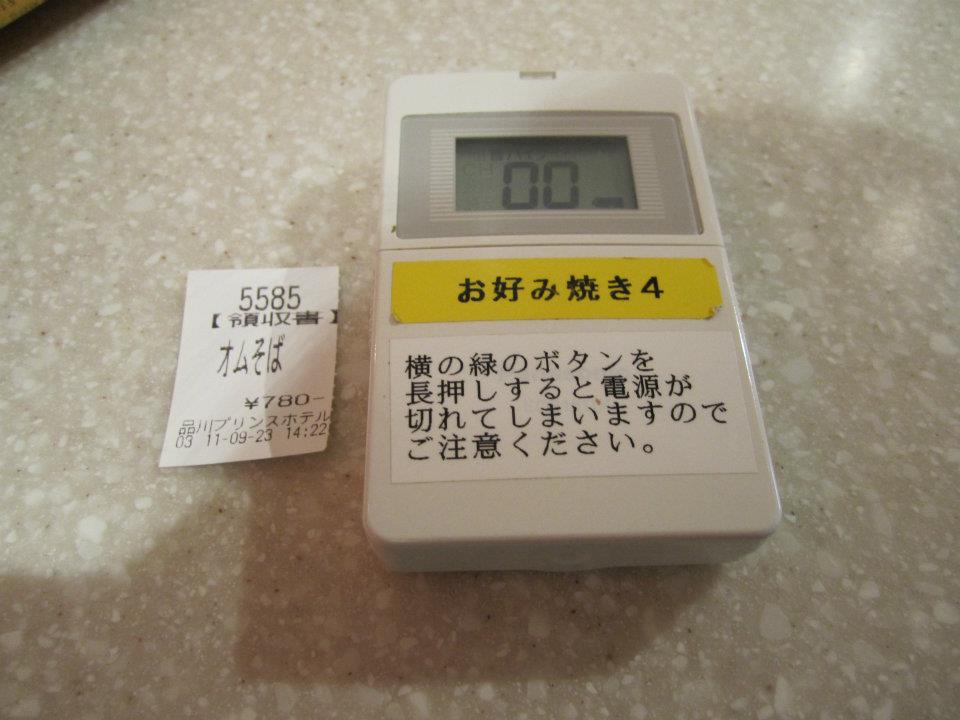 5585
【領収書】
オムそば
¥780-
品川プリンスホテル
03 11-09-23 14:22
00
お好み焼き4
横の緑のボタンを
長押しすると電源が
切れてしまいますので
ご注意ください。